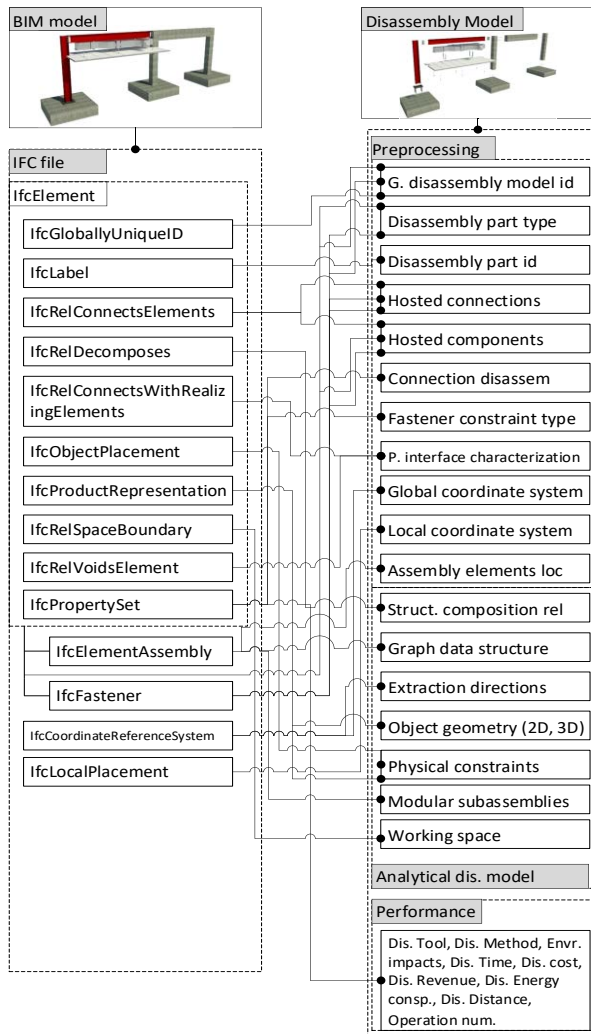 BIM model
IFC file
IfcElement
IfcGloballyUniqueID
IfcLabel
IfcRelConnectsElements
IfcRelDecomposes
IfcRelConnectsWithRealiz
ingElements
IfcObjectPlacement
IfcProductRepresentation
IfcRelSpaceBoundary
IfcRelVoidsElement
IfcPropertySet
IfcElementAssembly
IfcFastener
IfcCoordinateReferenceSystem
IfcLocalPlacement
Disassembly Model
Preprocessing
G. disassembly model id
Disassembly part type
Disassembly part id
Hosted connections
Hosted components
Connection disassem
Fastener constraint type
P. interface characterization
Global coordinate system
Local coordinate system
Assembly elements loc
Struct. composition rel
Graph data structure
Extraction directions
Object geometry (2D, 3D)
Physical constraints
Modular subassemblies
Working space
Analytical dis. model
Performance
Dis. Tool, Dis. Method, Envr.
impacts, Dis. Time, Dis. cost,
Dis. Revenue, Dis. Energy
consp., Dis. Distance,
Operation num.